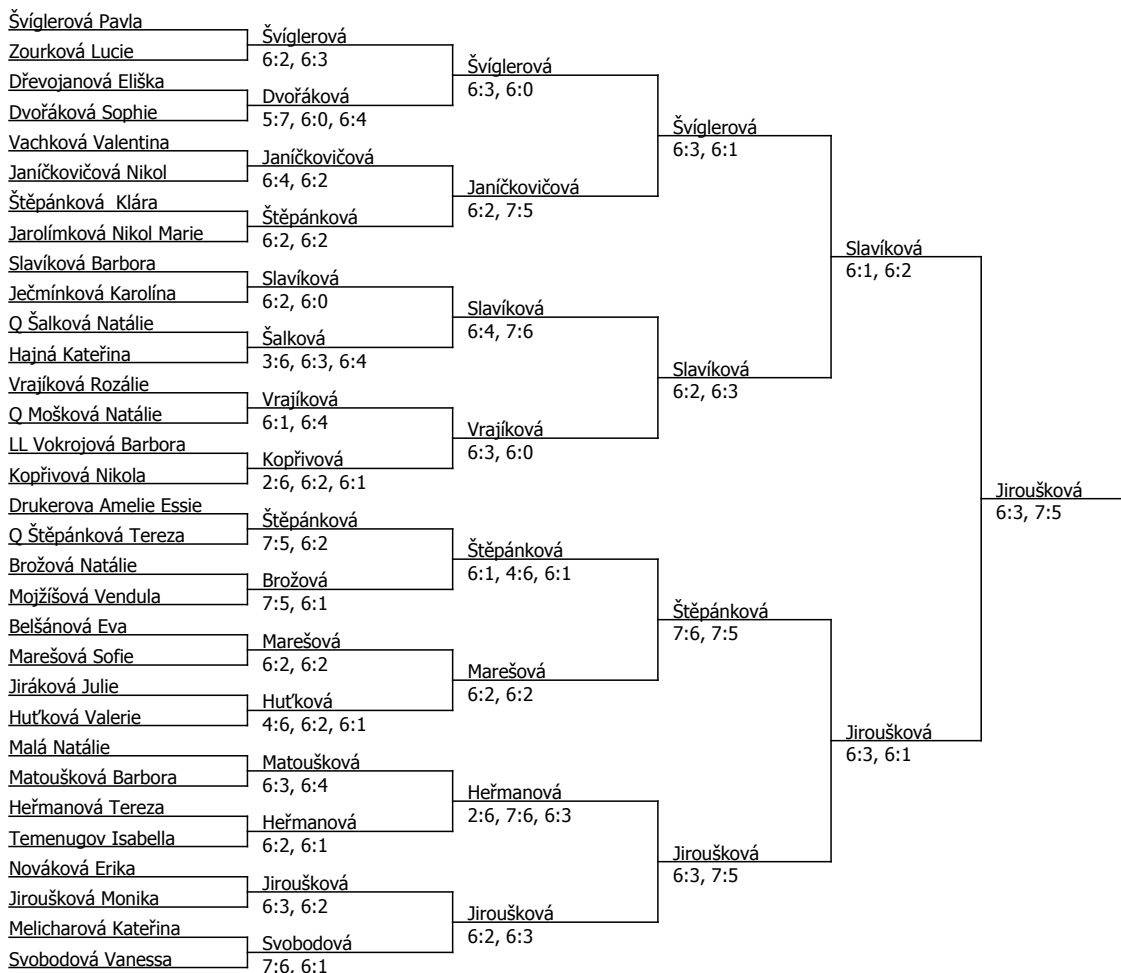 Švíglerová Pavla
Zourková Lucie
Dřevojanová Eliška
Dvořáková Sophie
Vachková Valentina
Janíčkovičová Nikol
Štěpánková  Klára
Jarolímková Nikol Marie
Slavíková Barbora
Ječmínková Karolína
Q Šalková Natálie
Hajná Kateřina
Vrajíková Rozálie
Q Mošková Natálie
LL Vokrojová Barbora
Kopřivová Nikola
Drukerova Amelie Essie
Q Štěpánková Tereza
Brožová Natálie
Mojžíšová Vendula
Belšánová Eva
Marešová Sofie
Jiráková Julie
Huťková Valerie
Malá Natálie
Matoušková Barbora
Heřmanová Tereza
Temenugov Isabella
Nováková Erika
Jiroušková Monika
Melicharová Kateřina
Svobodová Vanessa
Švíglerová
6:2, 6:3
Dvořáková
5:7, 6:0, 6:4
Janíčkovičová
6:4, 6:2
Štěpánková
6:2, 6:2
Slavíková
6:2, 6:0
Šalková
3:6, 6:3, 6:4
Vrajíková
6:1, 6:4
Kopřivová
2:6, 6:2, 6:1
Štěpánková
7:5, 6:2
Brožová
7:5, 6:1
Marešová
6:2, 6:2
Huťková
4:6, 6:2, 6:1
Matoušková
6:3, 6:4
Heřmanová
6:2, 6:1
Jiroušková
6:3, 6:2
Svobodová
7:6, 6:1
Švíglerová
6:3, 6:0
Janíčkovičová
6:2, 7:5
Slavíková
6:4, 7:6
Vrajíková
6:3, 6:0
Štěpánková
6:1, 4:6, 6:1
Marešová
6:2, 6:2
Heřmanová
2:6, 7:6, 6:3
Jiroušková
6:2, 6:3
Švíglerová
6:3, 6:1
Slavíková
6:2, 6:3
Štěpánková
7:6, 7:5
Jiroušková
6:3, 7:5
Slavíková
6:1, 6:2
Jiroušková
6:3, 6:1
Jiroušková
6:3, 7:5